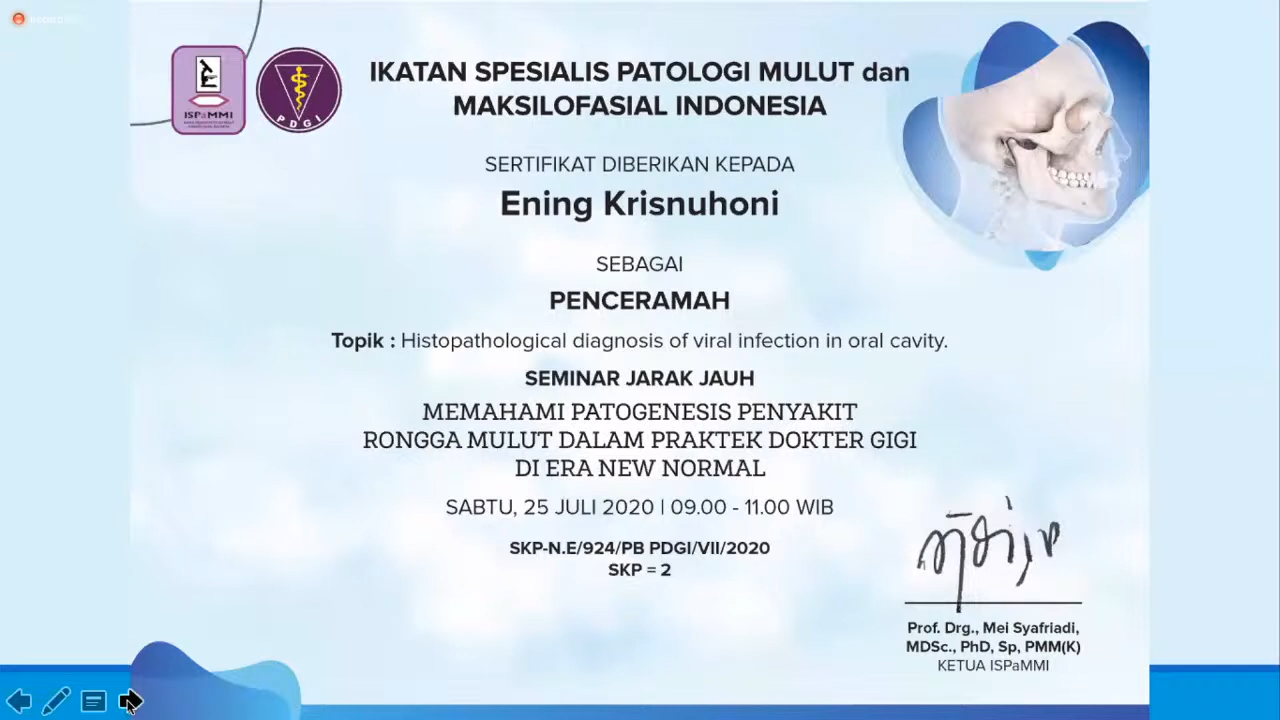 IKATAN SPESIALIS PATOLOGI MULUT dan
MAKSILOFASIAL INDONESIA
ISPaMMI
PDGI
SERTIFIKAT DIBERIKAN KEPADA
Ening Krisnuhoni
SEBAGAI
PENCERAMAH
Topik : Histopathological diagnosis of viral infection in oral cavity.
SEMINAR JARAK JAUH
MEMAHAMI PATOGENESIS PENYAKIT
RONGGA MULUT DALAM PRAKTEK DOKTER GIGI
DI ERA NEW NORMAL
SABTU, 25 JULI 2020 | 09.00 - 11.00 WIB
SKP-N.E/924/PB PDGI/VII/2020
SKP = 2
Prof. Drg., Mei Syafriadi,
MDSc., PhD, Sp, PMM(K)
KETUA ISPaMMI